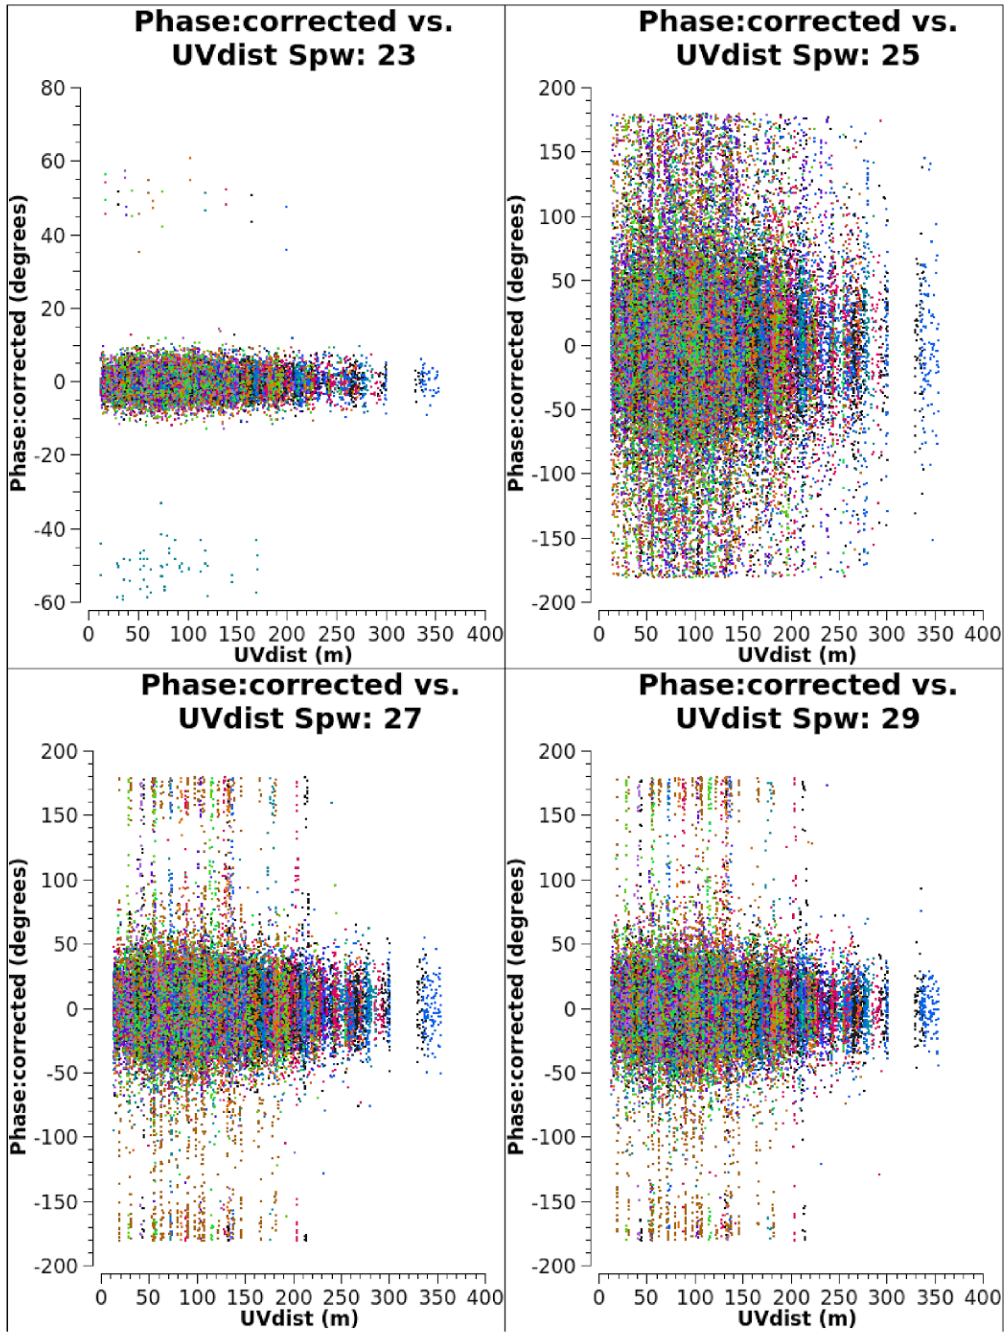 Phase:corrected vs.
UVdist Spw: 23
80
60
40
20
0
-20
-40
-60
Phase:corrected (degrees)
0 50 100 150 200 250 300 350 400
UVdist (m)
Phase:corrected vs.
UVdist Spw: 25
200
150
100
50
0
-50
-100
-150
-200
Phase:corrected (degrees)
0 50 100 150 200 250 300 350 400
UVdist (m)
Phase:corrected vs.
UVdist Spw: 27
200
150
100
50
0
-50
-100
-150
-200
Phase:corrected (degrees)
0 50 100 150 200 250 300 350 400
UVdist (m)
Phase:corrected vs.
UVdist Spw: 29
200
150
100
50
0
-50
-100
-150
-200
Phase:corrected (degrees)
0 50 100 150 200 250 300 350 400
UVdist (m)